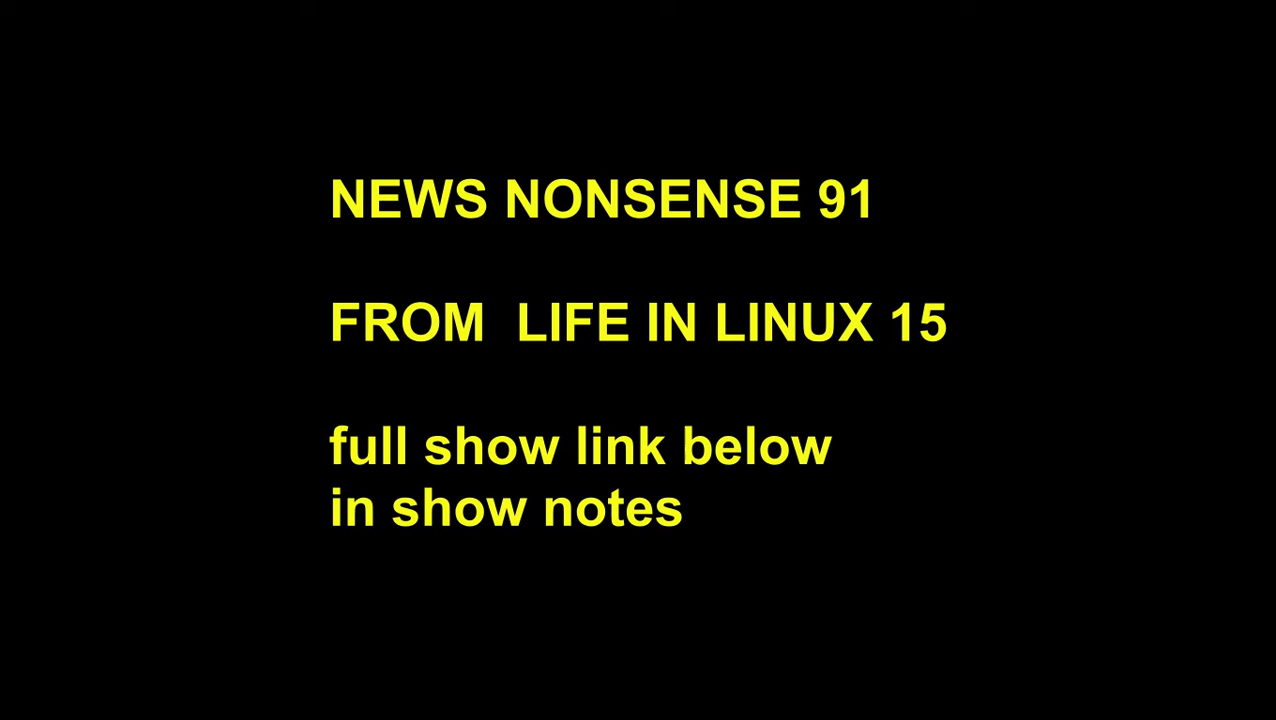 NEWS NONSENSE 91
FROM  LIFE IN LINUX 15
full show link below
in show notes